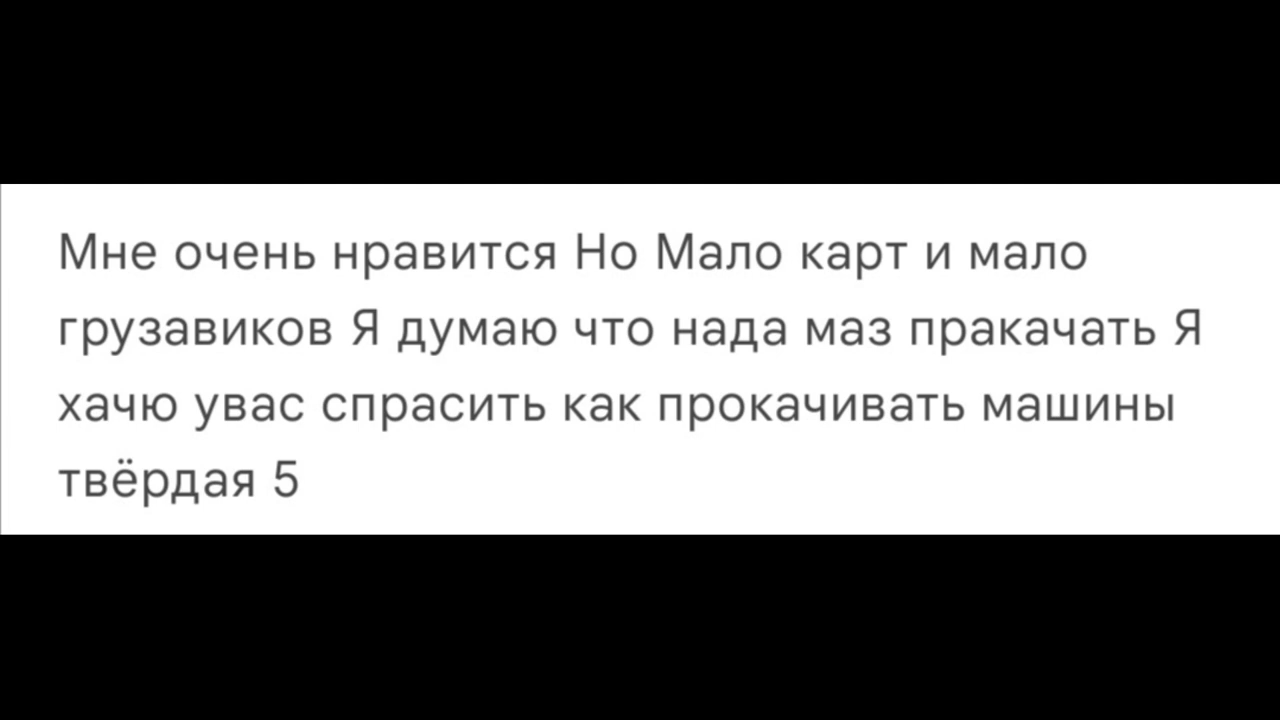 Мне очень нравится Но Мало карт и мало
грузавиков Я думаю что нада маз пракачать Я
хачю увас спрасить как прокачивать машины
твёрдая 5